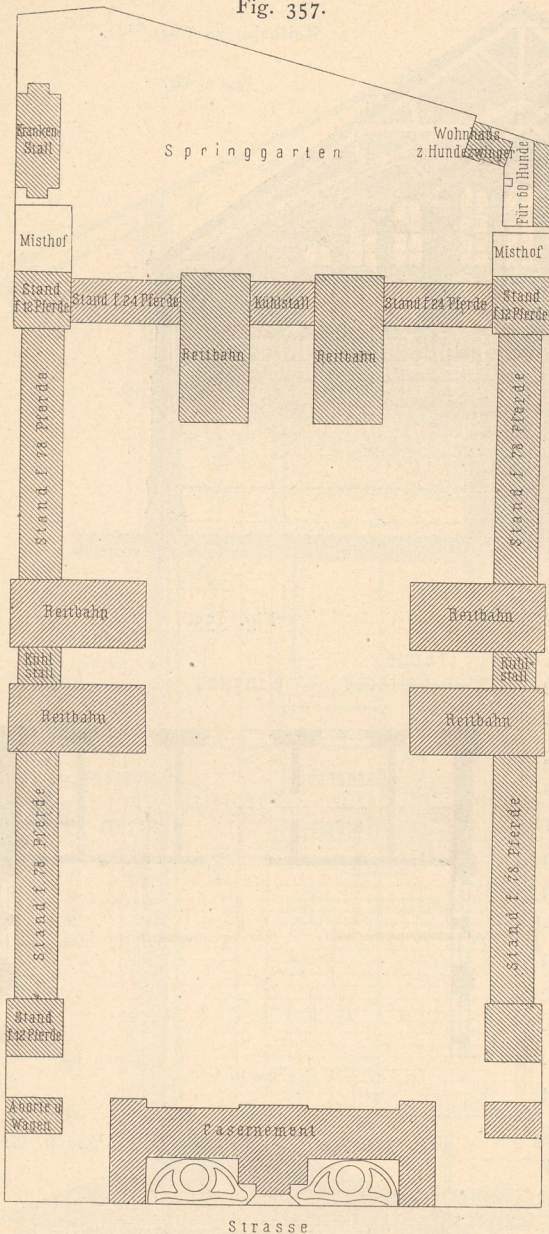 Fig. 357.
Kranken-
Stall
Springgarten
Wohnhaus
z. Hundezwinger
Für 60 Hunde
Misthof
Misthof
Stand
f. 12 Pferde
Stand f. 24 Pferde
Reitbahn
Kühlstall
Reitbahn
Stand f. 24 Pferde
Stand
f. 12 Pferde
Stand f. 78 Pferde
Stand f. 78 Pferde
Reitbahn
Reitbahn
Kühl
Stall
Kühl-
stall
Reitbahn
Reitbahn
Stand f. 78 Pferde
Stand f. 78 Pferde
Stand
f. 12 Pferde
Aborte u
Wagen
Casernement
Strasse